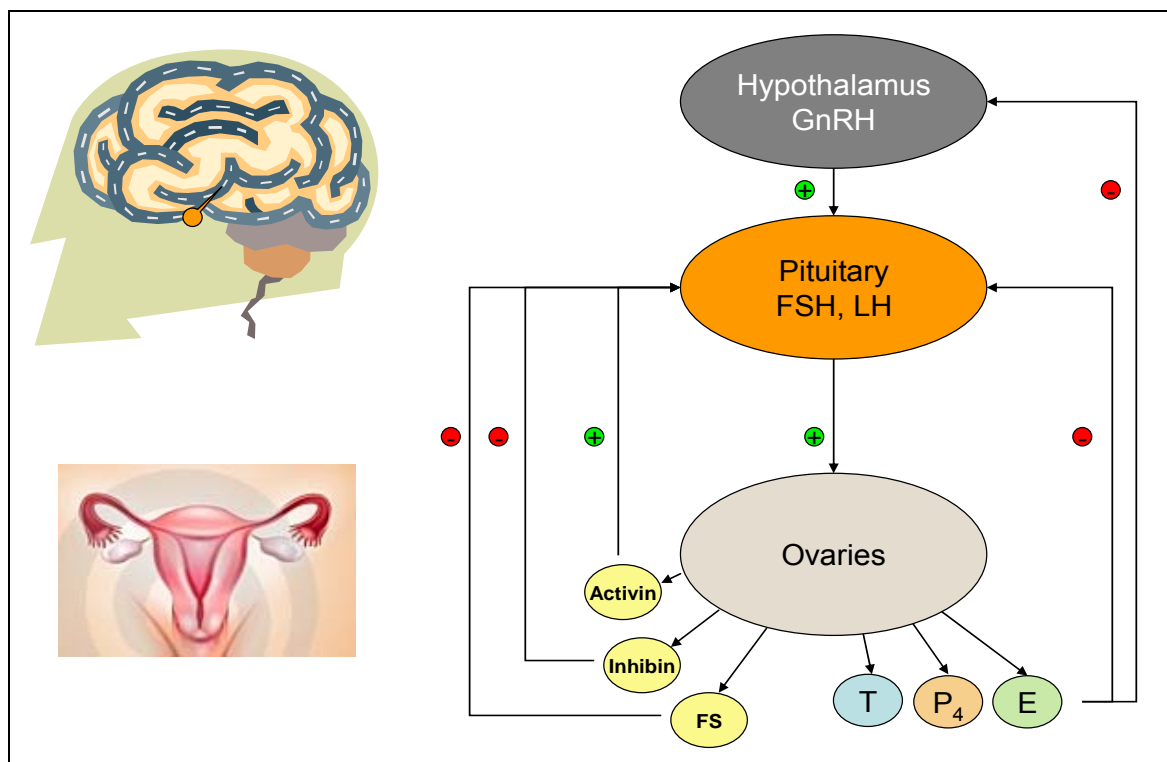 Hypothalamus
GnRH
+
-
Pituitary
FSH, LH
-
-
+
+
-
Ovaries
Activin
Inhibin
FS
T
P₄
E